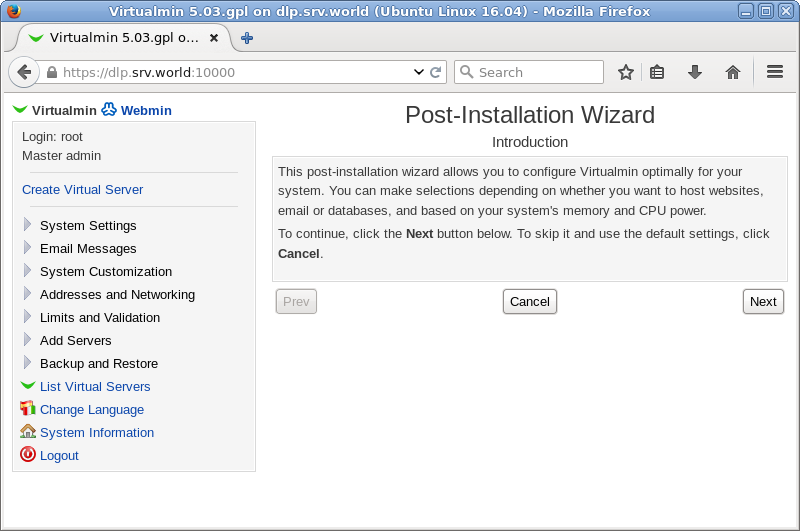 Virtualmin 5.03.gpl on dlp.srv.world (Ubuntu Linux 16.04) - Mozilla Firefox
Virtualmin 5.03.gpl o...
https://dlp.srv.world:10000
Search
Virtualmin Webmin
Login: root
Master admin
Create Virtual Server
System Settings
Email Messages
System Customization
Addresses and Networking
Limits and Validation
Add Servers
Backup and Restore
List Virtual Servers
Change Language
System Information
Logout
Post-Installation Wizard
Introduction
This post-installation wizard allows you to configure Virtualmin optimally for your
system. You can make selections depending on whether you want to host websites,
email or databases, and based on your system's memory and CPU power.
To continue, click the Next button below. To skip it and use the default settings, click
Cancel.
Prev
Cancel
Next